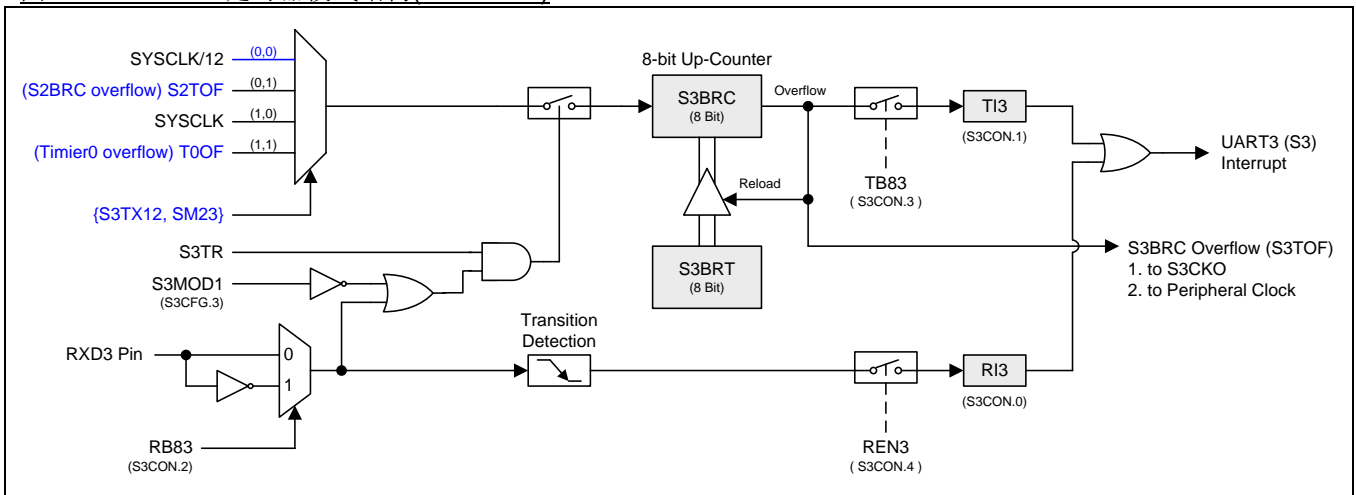 SYSCLK/12
(0,0)
(S2BRC overflow) S2TOF
(0,1)
SYSCLK
(1,0)
(Timier0 overflow) T0OF
(1,1)
{S3TX12, SM23}
S3TR
S3MOD1
(S3CFG.3)
RXD3 Pin
0
1
RB83
(S3CON.2)
Transition
Detection
8-bit Up-Counter
S3BRC
(8 Bit)
Overflow
Reload
S3BRT
(8 Bit)
TB83
( S3CON.3 )
TI3
(S3CON.1)
UART3 (S3)
Interrupt
S3BRC Overflow (S3TOF)
1. to S3CKO
2. to Peripheral Clock
REN3
( S3CON.4 )
RI3
(S3CON.0)